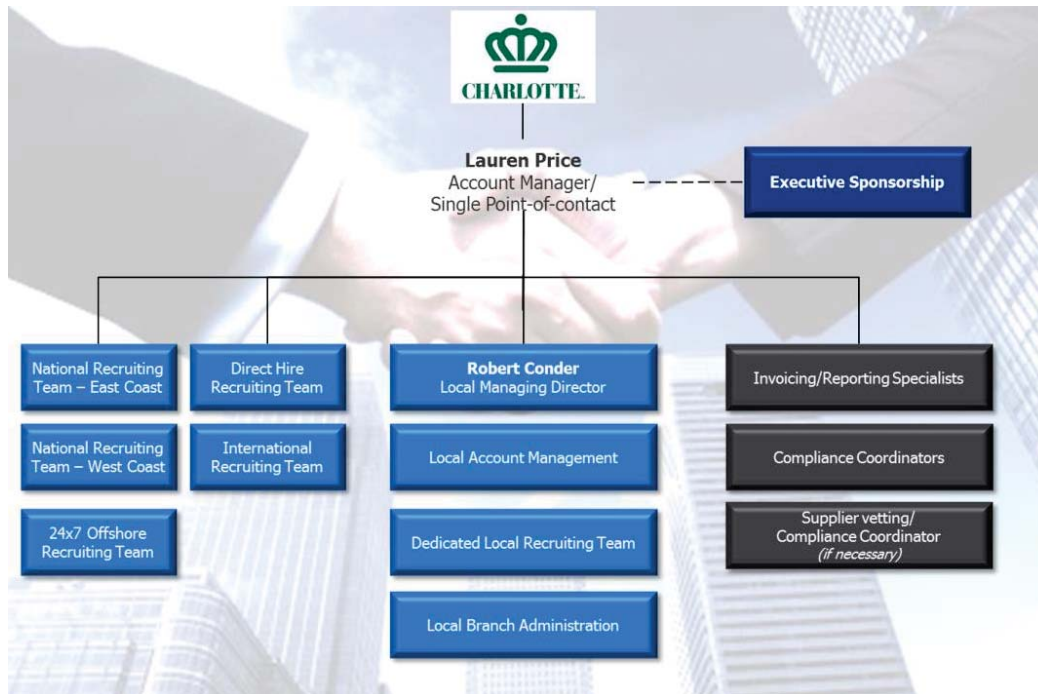 CHARLOTTE™
Lauren Price
Account Manager/
Single Point-of-contact
Executive Sponsorship
National Recruiting
Team – East Coast
National Recruiting
Team – West Coast
24x7 Offshore
Recruiting Team
Direct Hire
Recruiting Team
International
Recruiting Team
Robert Conder
Local Managing Director
Local Account Management
Dedicated Local Recruiting Team
Local Branch Administration
Invoicing/Reporting Specialists
Compliance Coordinators
Supplier vetting/
Compliance Coordinator
(if necessary)